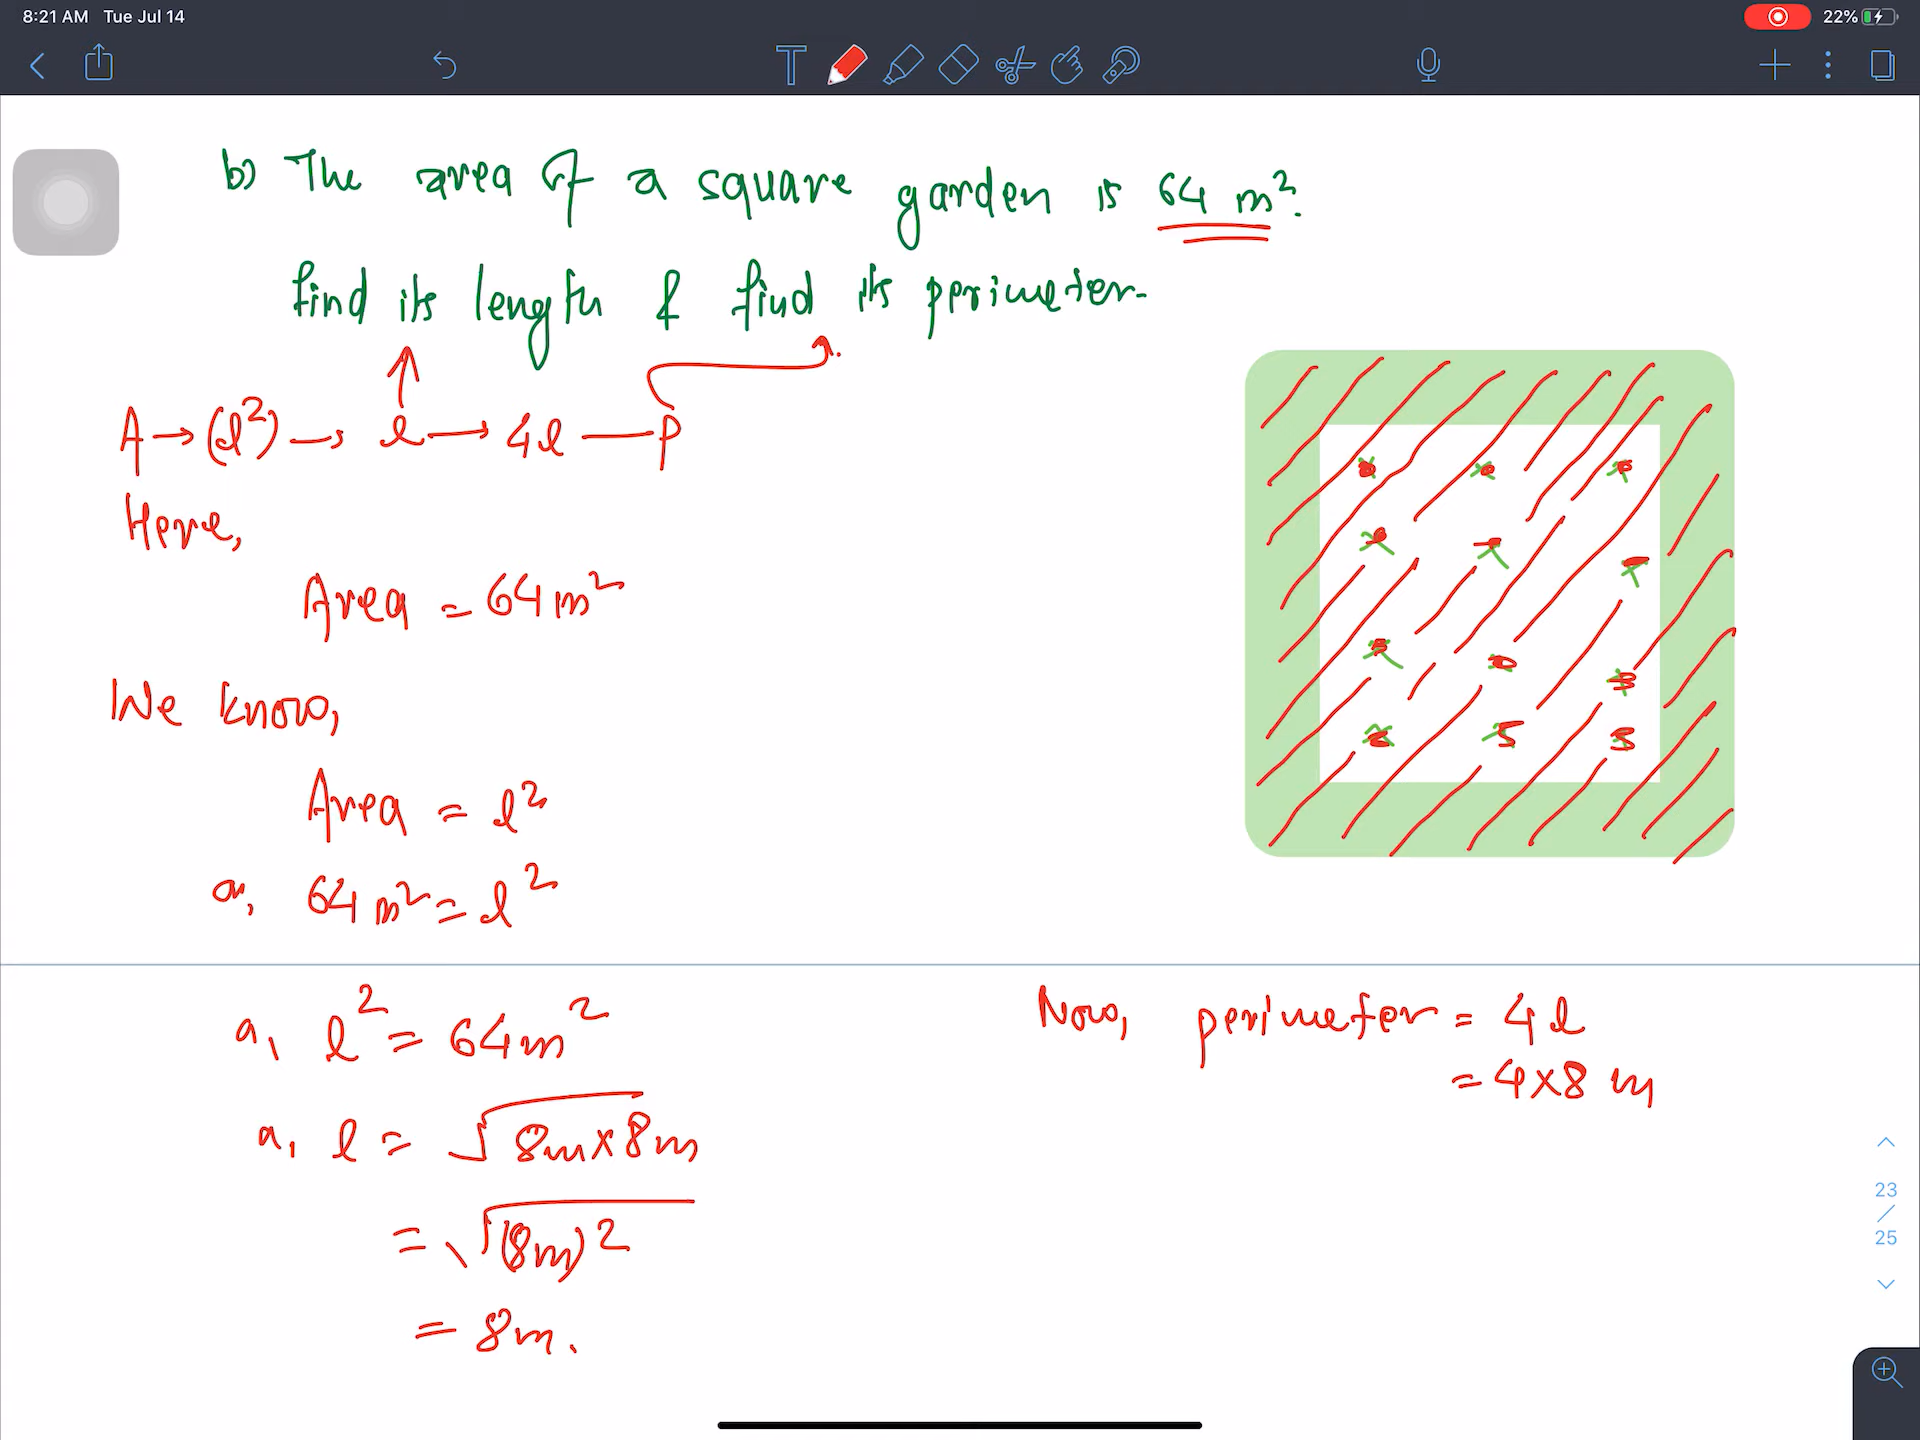 8:21 AM Tue Jul 14
22%
b) The area of a square garden is 64 m².
find its length & find its perimeter.
A → (l²) → l → 4l — P
Here,
Area = 64 m²
We know,
Area = l²
or, 64 m² = l²
or, l² = 64 m²
or, l = √8m×8m
= √(8m)²
= 8m.
Now, perimeter = 4l
= 4×8 m
23
/
25